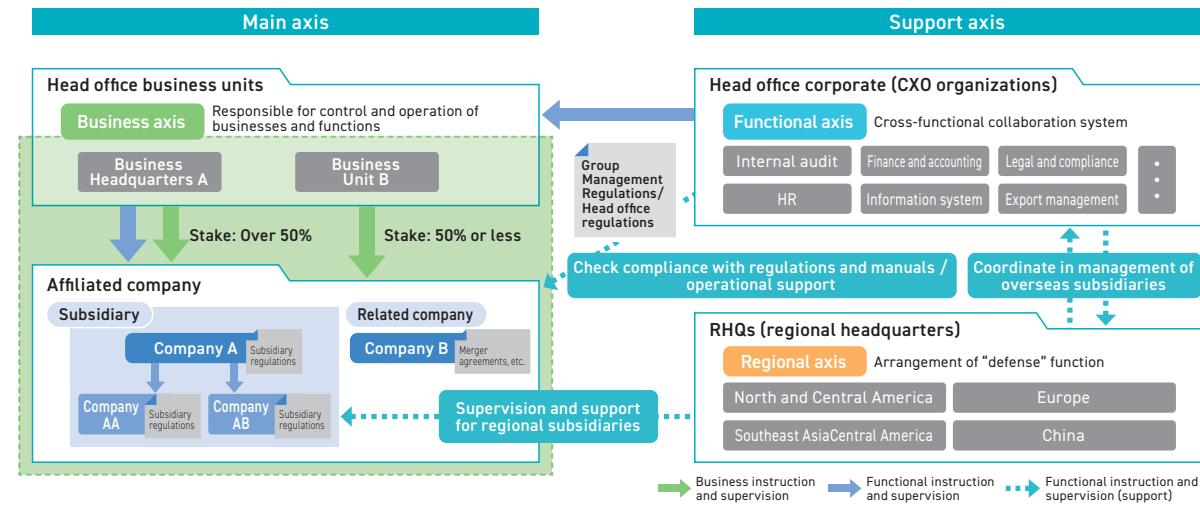 Main axis
Support axis
Head office business units
Business axis
Responsible for control and operation of
businesses and functions
Business
Headquarters A
Business
Unit B
Stake: Over 50%
Stake: 50% or less
Affiliated company
Subsidiary
Company A
Subsidiary
regulations
Company
AA
Subsidiary
regulations
Company
AB
Subsidiary
regulations
Related company
Company B
Merger
agreements, etc.
Group
Management
Regulations/
Head office
regulations
Head office corporate (CXO organizations)
Functional axis
Cross-functional collaboration system
Internal audit
Finance and accounting
Legal and compliance
HR
Information system
Export management
Check compliance with regulations and manuals /
operational support
Coordinate in management of
overseas subsidiaries
RHQs (regional headquarters)
Regional axis
Arrangement of “defense” function
North and Central America
Europe
Southeast AsiaCentral America
China
Supervision and support
for regional subsidiaries
Business instruction
and supervision
Functional instruction
and supervision
Functional instruction and
supervision (support)